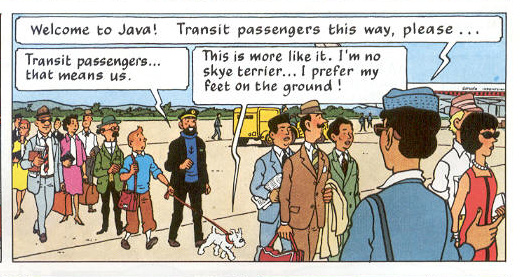 Welcome to Java! Transit passengers this way, please ...
Transit passengers...
that means us.
This is more like it. I'm no
skye terrier... I prefer my
feet on the ground!